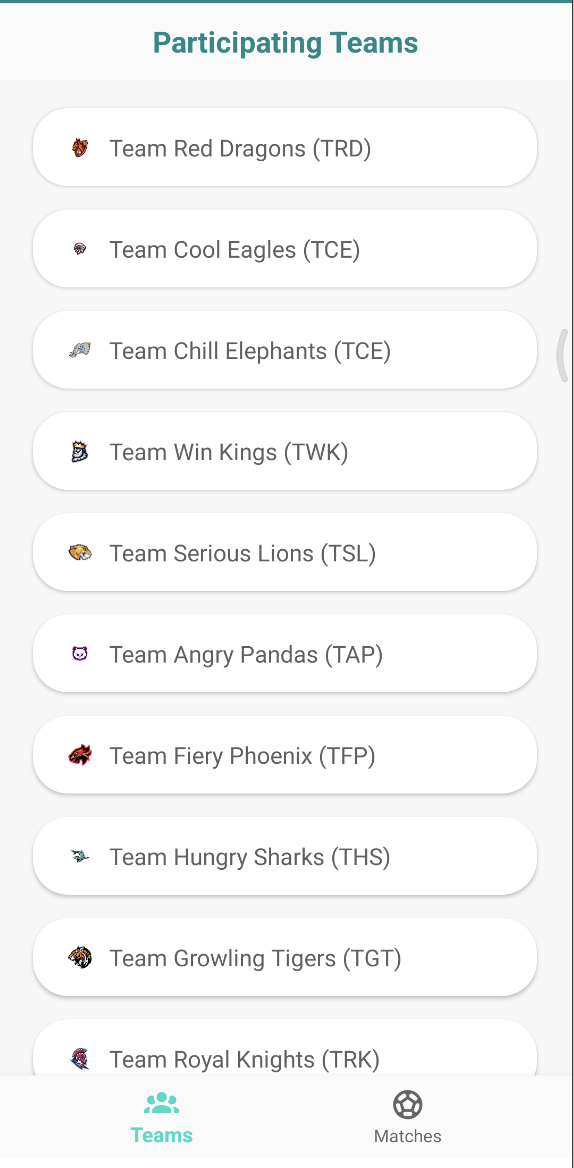 Participating Teams
Team Red Dragons (TRD)
Team Cool Eagles (TCE)
Team Chill Elephants (TCE)
Team Win Kings (TWK)
Team Serious Lions (TSL)
Team Angry Pandas (TAP)
Team Fiery Phoenix (TFP)
Team Hungry Sharks (THS)
Team Growling Tigers (TGT)
Team Royal Knights (TRK)
Teams
Matches